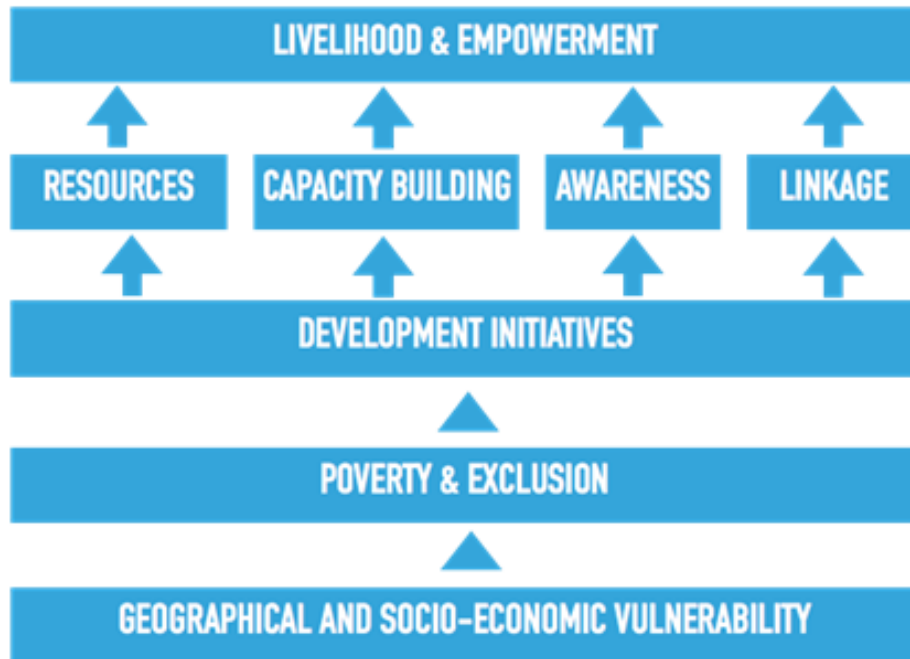 LIVELIHOOD & EMPOWERMENT
RESOURCES
CAPACITY BUILDING
AWARENESS
LINKAGE
DEVELOPMENT INITIATIVES
POVERTY & EXCLUSION
GEOGRAPHICAL AND SOCIO-ECONOMIC VULNERABILITY